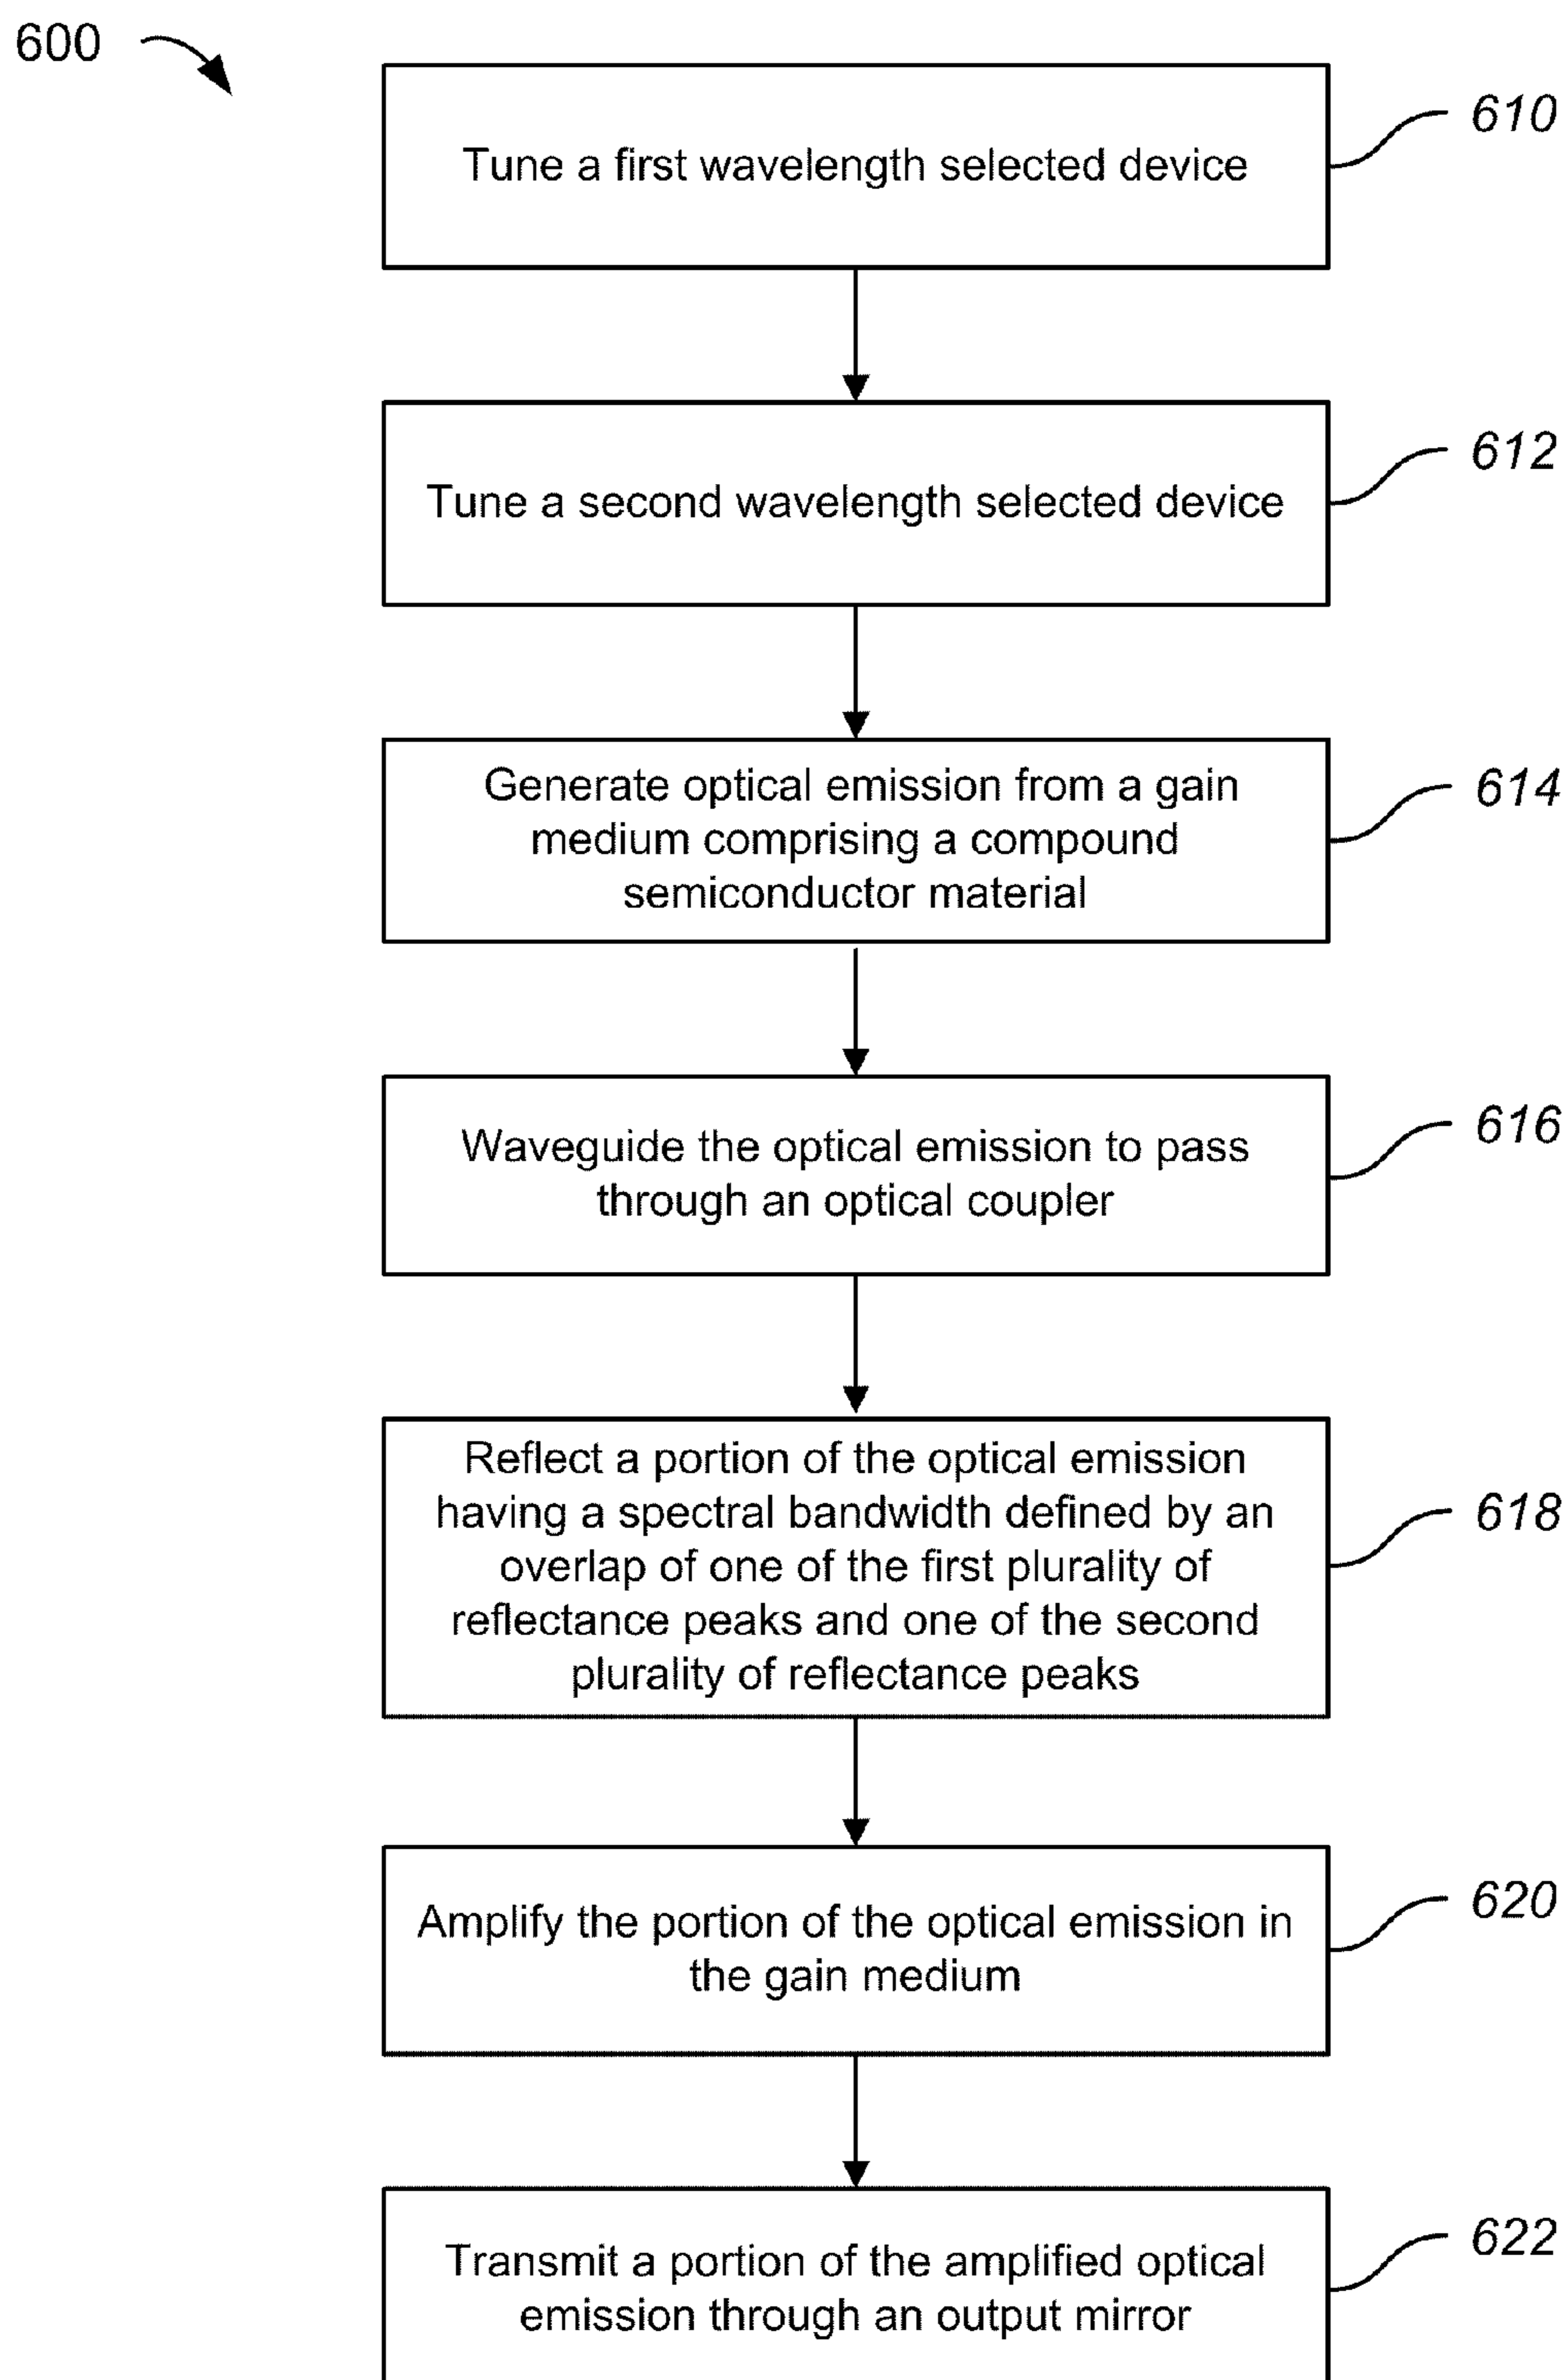 600
Tune a first wavelength selected device
610
Tune a second wavelength selected device
612
Generate optical emission from a gain
medium comprising a compound
semiconductor material
614
Waveguide the optical emission to pass
through an optical coupler
616
Reflect a portion of the optical emission
having a spectral bandwidth defined by an
overlap of one of the first plurality of
reflectance peaks and one of the second
plurality of reflectance peaks
618
Amplify the portion of the optical emission in
the gain medium
620
Transmit a portion of the amplified optical
emission through an output mirror
622